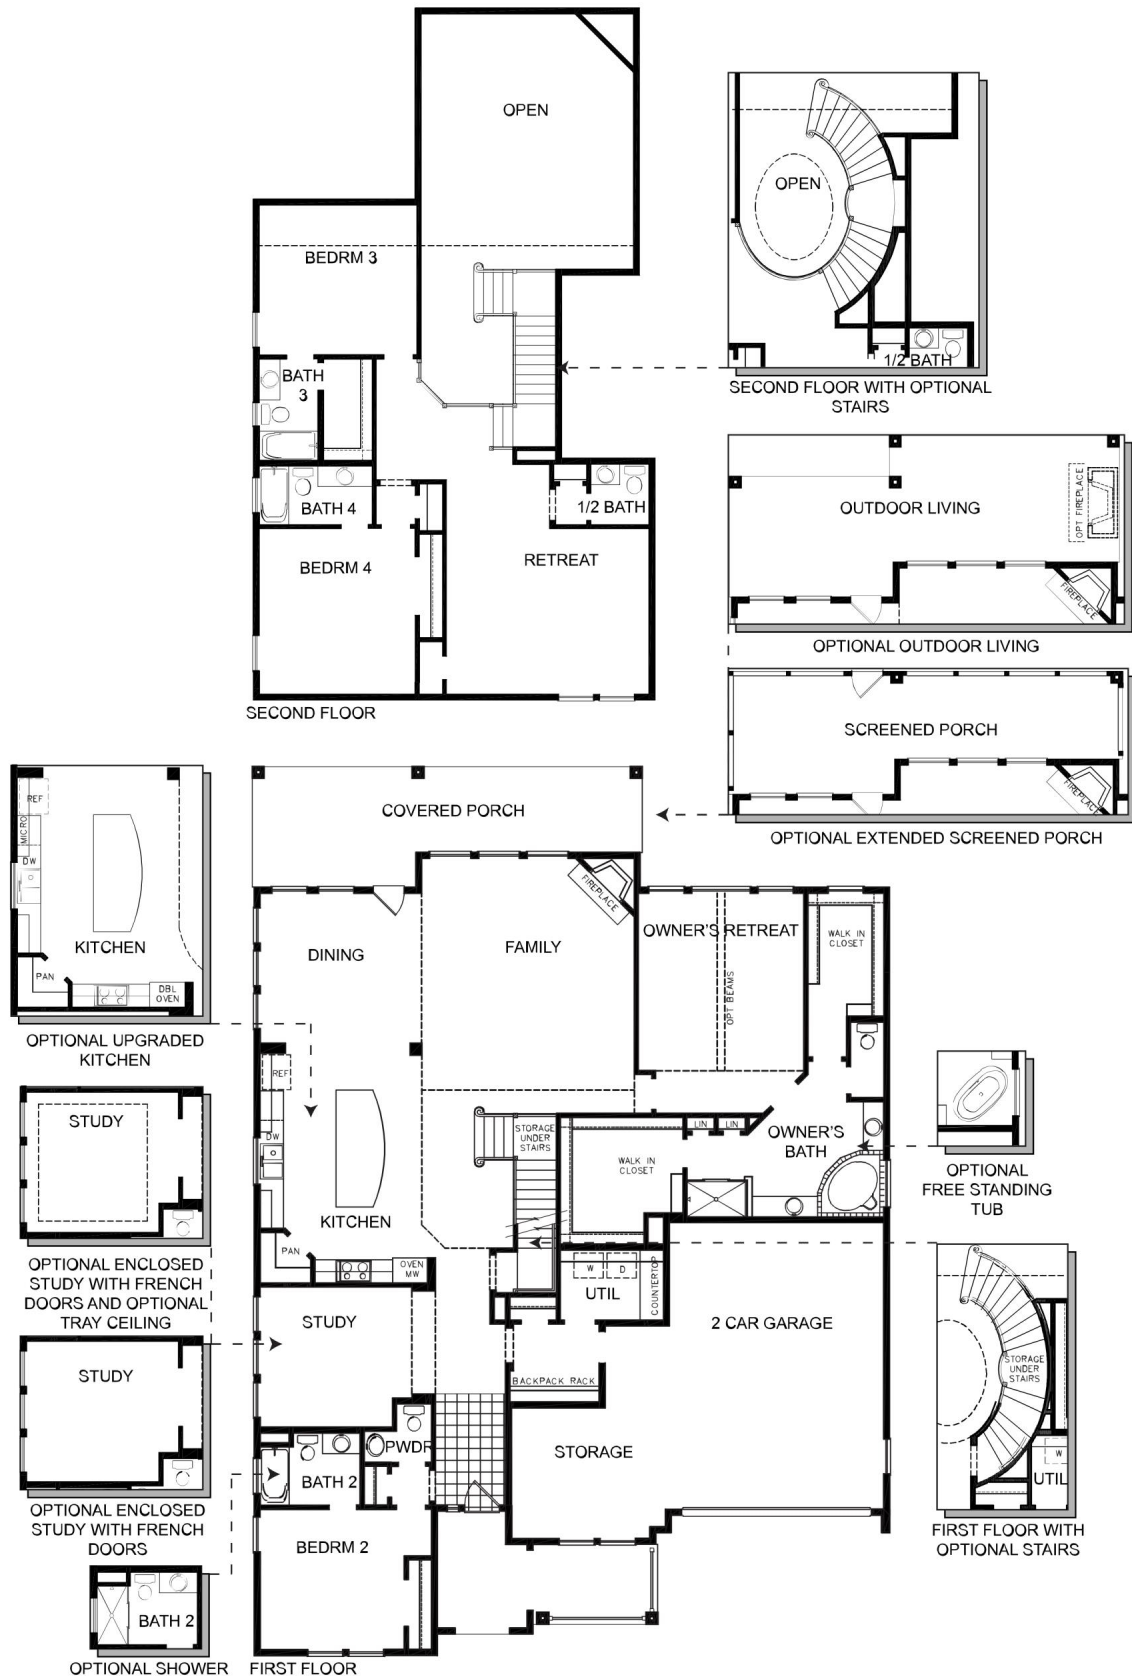 OPEN
BEDRM 3
BATH
3
BATH 4
1/2 BATH
BEDRM 4
RETREAT
SECOND FLOOR
OPEN
1/2 BATH
SECOND FLOOR WITH OPTIONAL
STAIRS
OUTDOOR LIVING
OPT FIREPLACE
FIREPLACE
OPTIONAL OUTDOOR LIVING
SCREENED PORCH
FIREPLACE
OPTIONAL EXTENDED SCREENED PORCH
REF
MICRO
DW
KITCHEN
PAN
DBL
OVEN
OPTIONAL UPGRADED
KITCHEN
STUDY
OPTIONAL ENCLOSED
STUDY WITH FRENCH
DOORS AND OPTIONAL
TRAY CEILING
STUDY
OPTIONAL ENCLOSED
STUDY WITH FRENCH
DOORS
BATH 2
OPTIONAL SHOWER
COVERED PORCH
FIREPLACE
DINING
FAMILY
OWNER'S RETREAT
OPT BEAMS
WALK IN
CLOSET
REF
DW
STORAGE
UNDER
STAIRS
LIN
LIN
WALK IN
CLOSET
OWNER'S
BATH
KITCHEN
PAN
OVEN
MW
W
D
UTIL
COUNTERTOP
STUDY
2 CAR GARAGE
BACKPACK RACK
PWDR
STORAGE
BATH 2
BEDRM 2
FIRST FLOOR
OPTIONAL
FREE STANDING
TUB
STORAGE
UNDER
STAIRS
W
UTIL
FIRST FLOOR WITH
OPTIONAL STAIRS